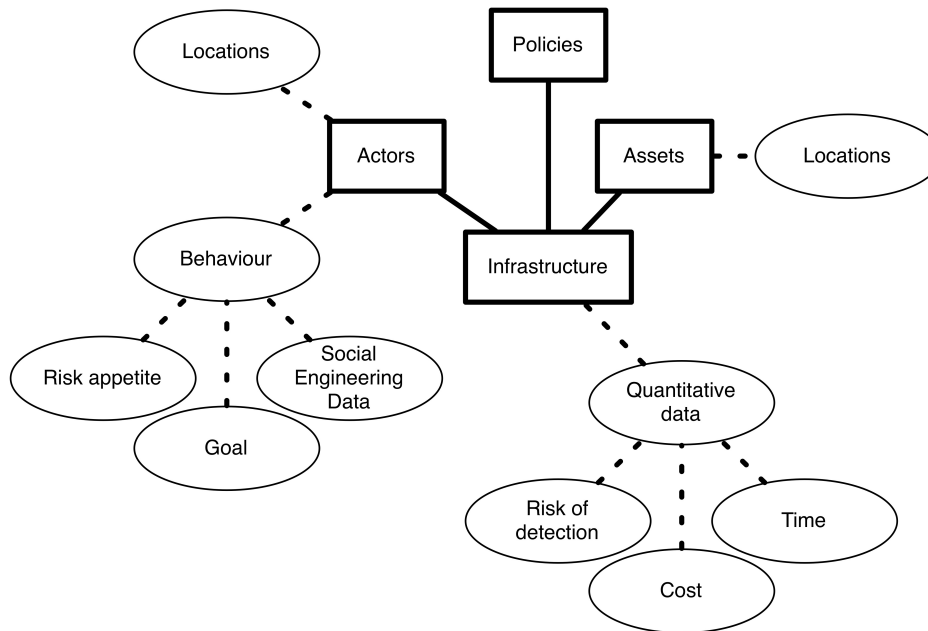 Policies
Locations
Actors
Assets
Locations
Behaviour
Infrastructure
Risk appetite
Social
Engineering
Data
Goal
Quantitative
data
Risk of
detection
Time
Cost